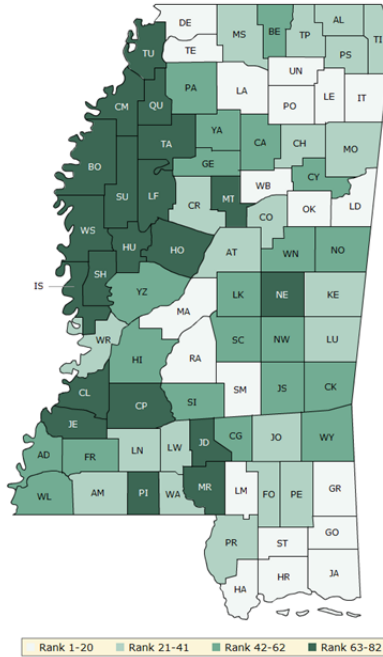 DE
MS
BE
TP
AL
TI
TU
TE
PS
UN
PA
LA
LE
IT
CM
QU
PO
TA
YA
CA
CH
MO
BO
GE
SU
LF
CR
MT
WB
CY
OK
LD
WS
CO
HU
HO
AT
WN
NO
IS
SH
YZ
LK
NE
KE
MA
WR
HI
RA
SC
NW
LU
CL
CP
SI
SM
JS
CK
JE
JD
CG
JO
WY
AD
FR
LN
LW
WL
AM
PI
WA
MR
LM
FO
PE
GR
PR
ST
GO
HA
HR
JA
Rank 1-20 Rank 21-41 Rank 42-62 Rank 63-82